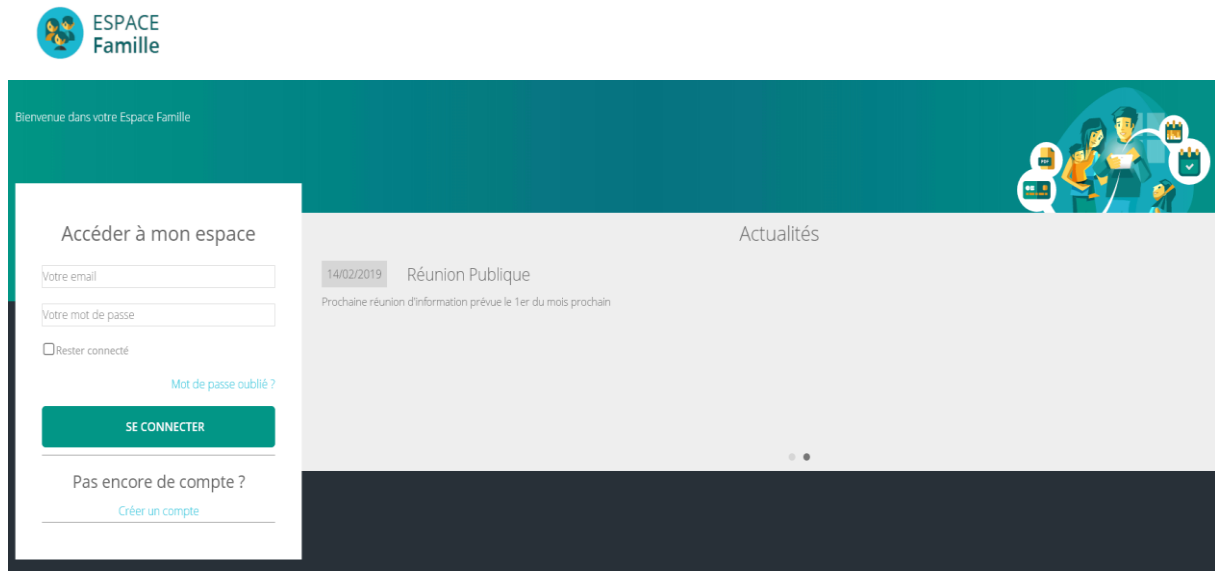 ESPACE
Famille
Bienvenue dans votre Espace Famille
Accéder à mon espace
Votre email
Votre mot de passe
Rester connecté
Mot de passe oublié ?
SE CONNECTER
Pas encore de compte ?
Créer un compte
Actualités
14/02/2019 Réunion Publique
Prochaine réunion d'information prévue le 1er du mois prochain
PDF